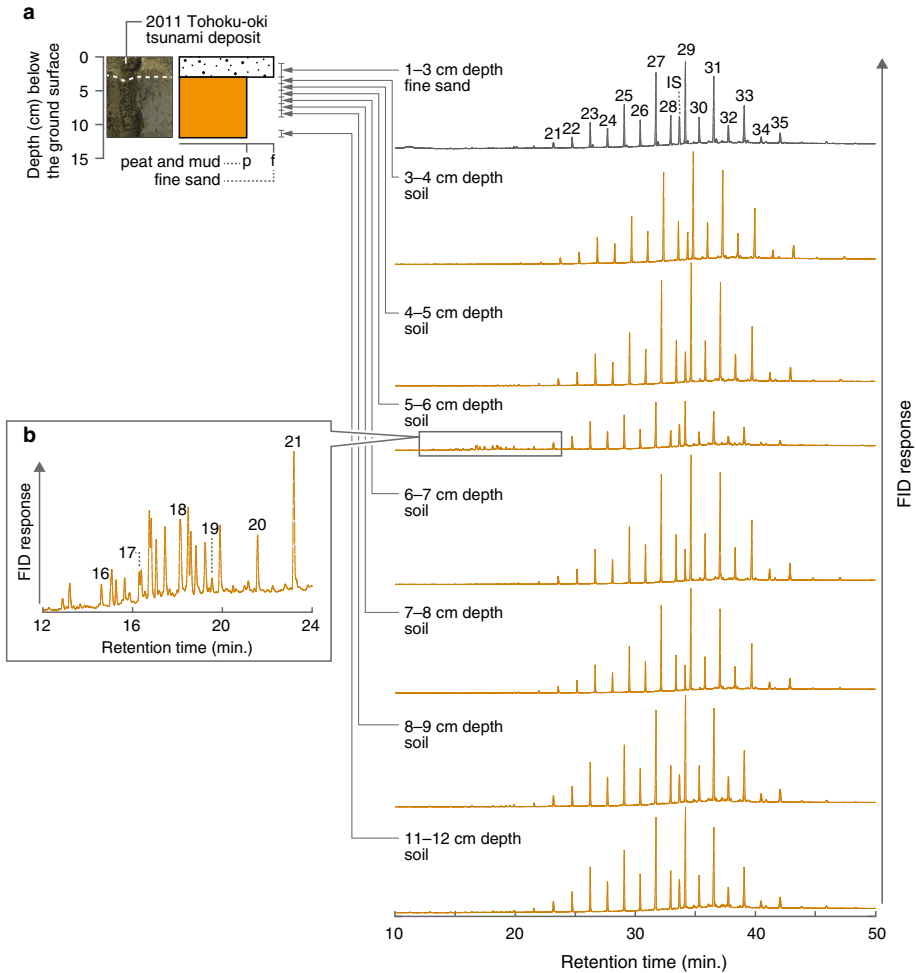 a
2011 Tohoku-oki
tsunami deposit
Depth (cm) below
the ground surface
0
5
10
15
peat and mud
p
f
fine sand
1–3 cm depth
fine sand
21
22
23
24
25
26
27
28
IS
29
30
31
32
33
34
35
3–4 cm depth
soil
4–5 cm depth
soil
5–6 cm depth
soil
6–7 cm depth
soil
7–8 cm depth
soil
8–9 cm depth
soil
11–12 cm depth
soil
FID response
10
20
30
40
50
Retention time (min.)
b
FID response
16
17
18
19
20
21
12
16
20
24
Retention time (min.)